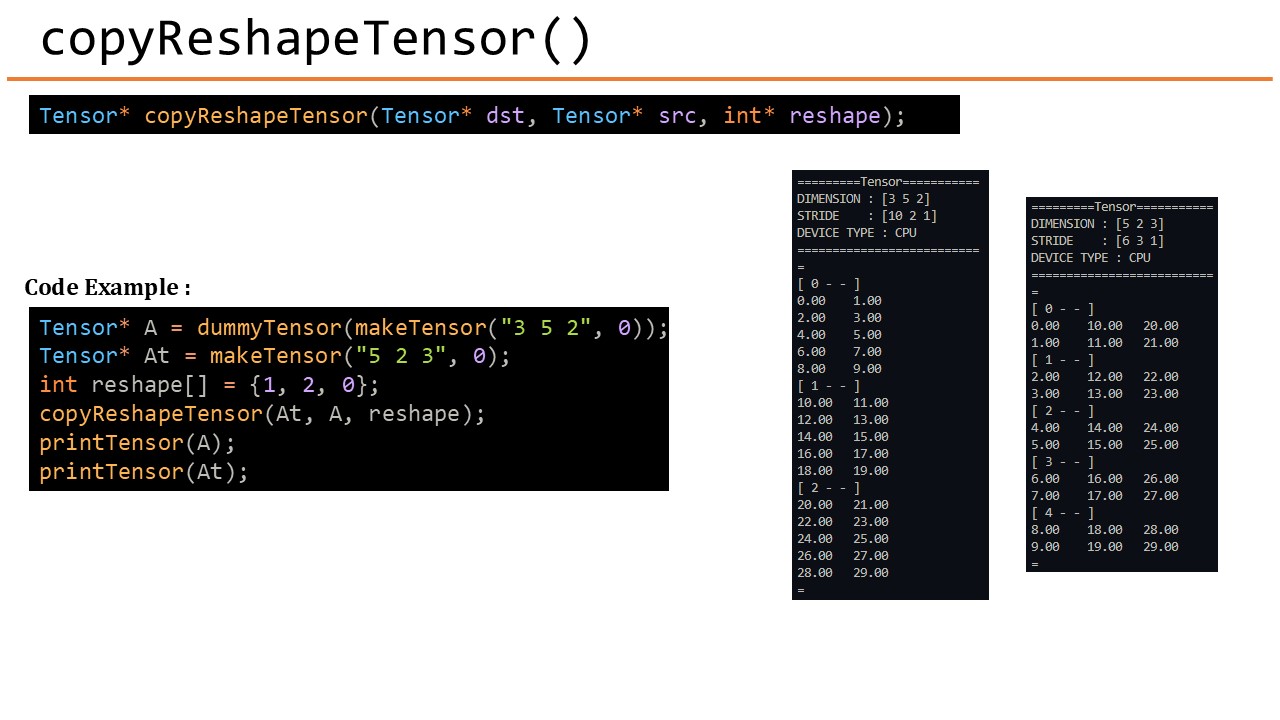 copyReshapeTensor()
Tensor* copyReshapeTensor(Tensor* dst, Tensor* src, int* reshape);
Code Example :
Tensor* A = dummyTensor(makeTensor("3 5 2", 0));
Tensor* At = makeTensor("5 2 3", 0);
int reshape[] = {1, 2, 0};
copyReshapeTensor(At, A, reshape);
printTensor(A);
printTensor(At);
=========Tensor===========
DIMENSION : [3 5 2]
STRIDE    : [10 2 1]
DEVICE TYPE : CPU
==========================
=
[ 0 - - ]
0.00    1.00
2.00    3.00
4.00    5.00
6.00    7.00
8.00    9.00
[ 1 - - ]
10.00   11.00
12.00   13.00
14.00   15.00
16.00   17.00
18.00   19.00
[ 2 - - ]
20.00   21.00
22.00   23.00
24.00   25.00
26.00   27.00
28.00   29.00
=
=========Tensor===========
DIMENSION : [5 2 3]
STRIDE    : [6 3 1]
DEVICE TYPE : CPU
==========================
=
[ 0 - - ]
0.00    10.00   20.00
1.00    11.00   21.00
[ 1 - - ]
2.00    12.00   22.00
3.00    13.00   23.00
[ 2 - - ]
4.00    14.00   24.00
5.00    15.00   25.00
[ 3 - - ]
6.00    16.00   26.00
7.00    17.00   27.00
[ 4 - - ]
8.00    18.00   28.00
9.00    19.00   29.00
=